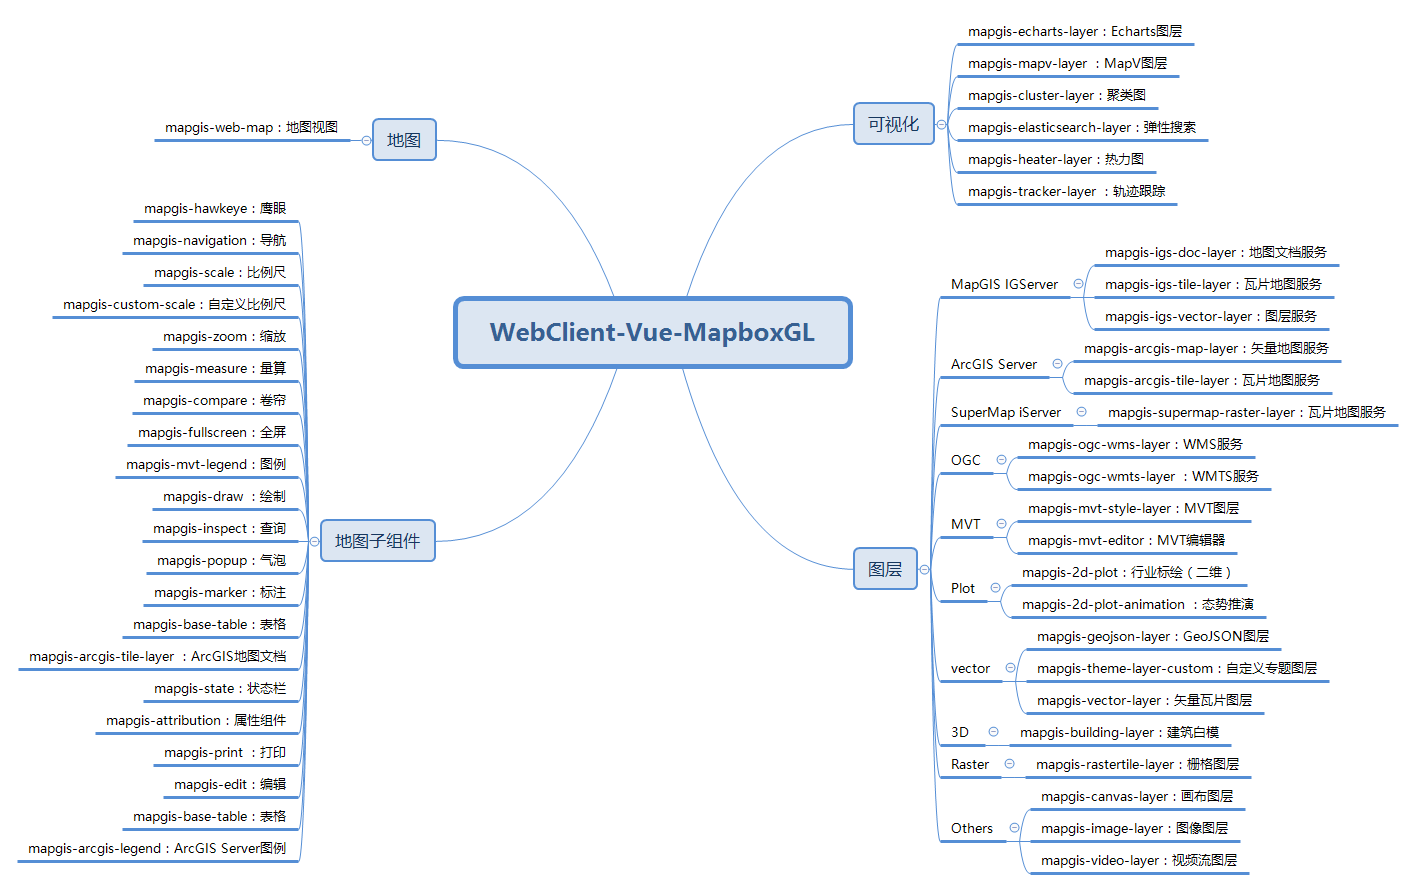 WebClient-Vue-MapboxGL
地图
mapgis-web-map：地图视图
地图子组件
mapgis-hawkeye：鹰眼
mapgis-navigation：导航
mapgis-scale：比例尺
mapgis-custom-scale：自定义比例尺
mapgis-zoom：缩放
mapgis-measure：量算
mapgis-compare：卷帘
mapgis-fullscreen：全屏
mapgis-mvt-legend：图例
mapgis-draw ：绘制
mapgis-inspect：查询
mapgis-popup：气泡
mapgis-marker：标注
mapgis-base-table：表格
mapgis-arcgis-tile-layer ：ArcGIS地图文档
mapgis-state：状态栏
mapgis-attribution：属性组件
mapgis-print ：打印
mapgis-edit：编辑
mapgis-base-table：表格
mapgis-arcgis-legend：ArcGIS Server图例
可视化
mapgis-echarts-layer：Echarts图层
mapgis-mapv-layer ：MapV图层
mapgis-cluster-layer：聚类图
mapgis-elasticsearch-layer：弹性搜索
mapgis-heater-layer：热力图
mapgis-tracker-layer ：轨迹跟踪
图层
MapGIS IGServer
mapgis-igs-doc-layer：地图文档服务
mapgis-igs-tile-layer：瓦片地图服务
mapgis-igs-vector-layer：图层服务
ArcGIS Server
mapgis-arcgis-map-layer：矢量地图服务
mapgis-arcgis-tile-layer：瓦片地图服务
SuperMap iServer
mapgis-supermap-raster-layer：瓦片地图服务
OGC
mapgis-ogc-wms-layer：WMS服务
mapgis-ogc-wmts-layer ：WMTS服务
MVT
mapgis-mvt-style-layer：MVT图层
mapgis-mvt-editor：MVT编辑器
Plot
mapgis-2d-plot：行业标绘（二维）
mapgis-2d-plot-animation ：态势推演
vector
mapgis-geojson-layer：GeoJSON图层
mapgis-theme-layer-custom：自定义专题图层
mapgis-vector-layer：矢量瓦片图层
3D
mapgis-building-layer：建筑白模
Raster
mapgis-rastertile-layer：栅格图层
Others
mapgis-canvas-layer：画布图层
mapgis-image-layer：图像图层
mapgis-video-layer：视频流图层